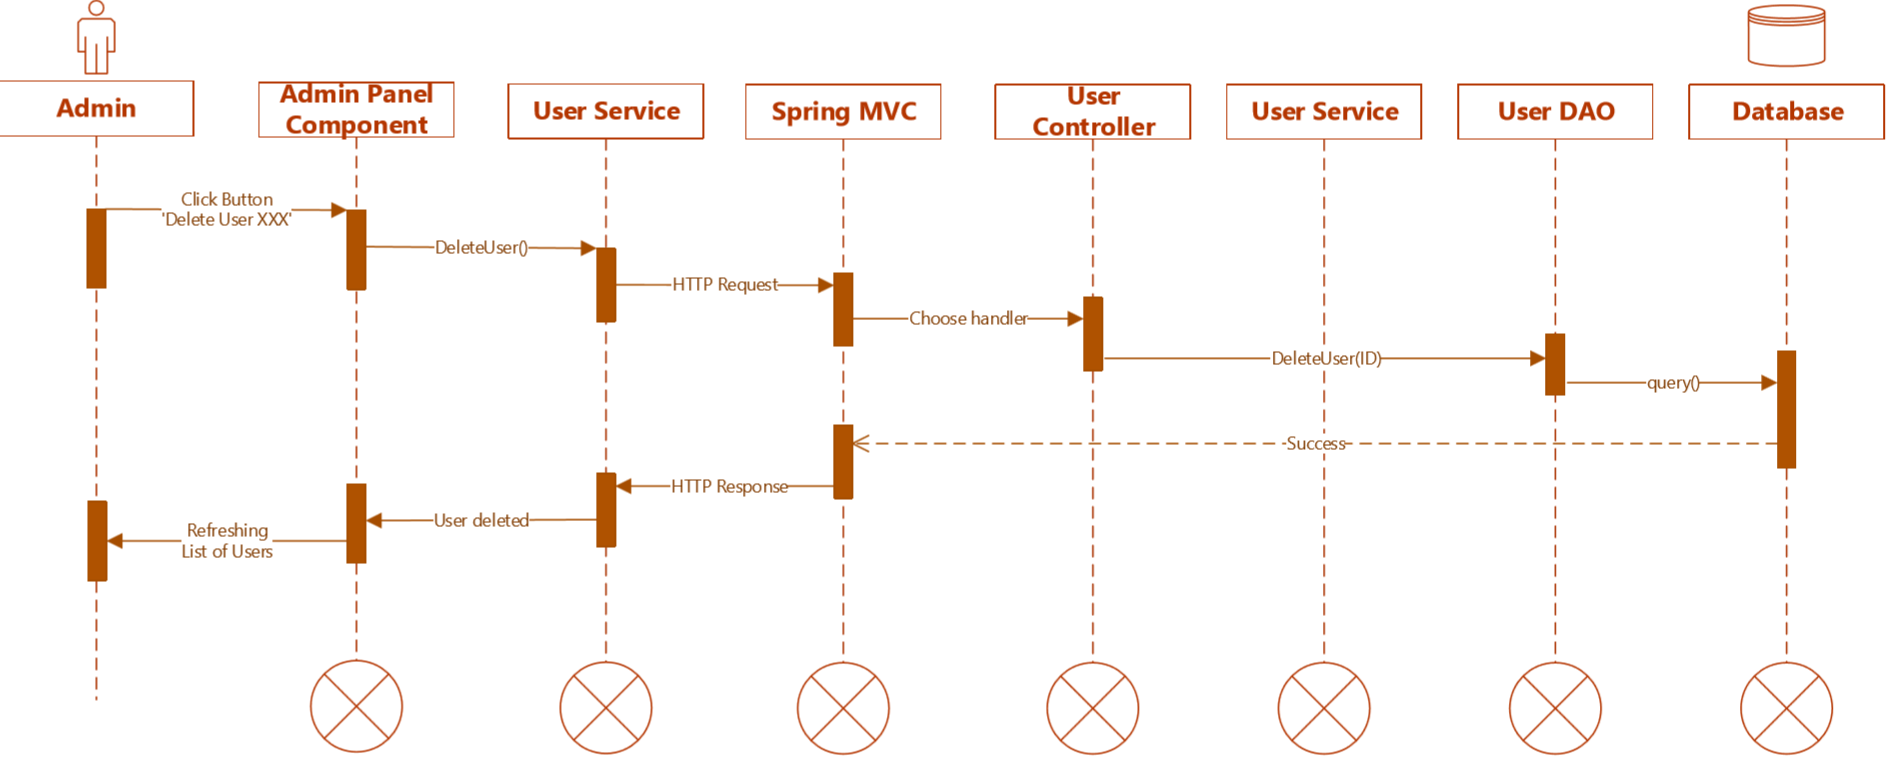 Admin
Admin Panel
Component
User Service
Spring MVC
User
Controller
User Service
User DAO
Database
Click Button
'Delete User XXX'
DeleteUser()
HTTP Request
Choose handler
DeleteUser(ID)
query()
Success
HTTP Response
User deleted
Refreshing
List of Users